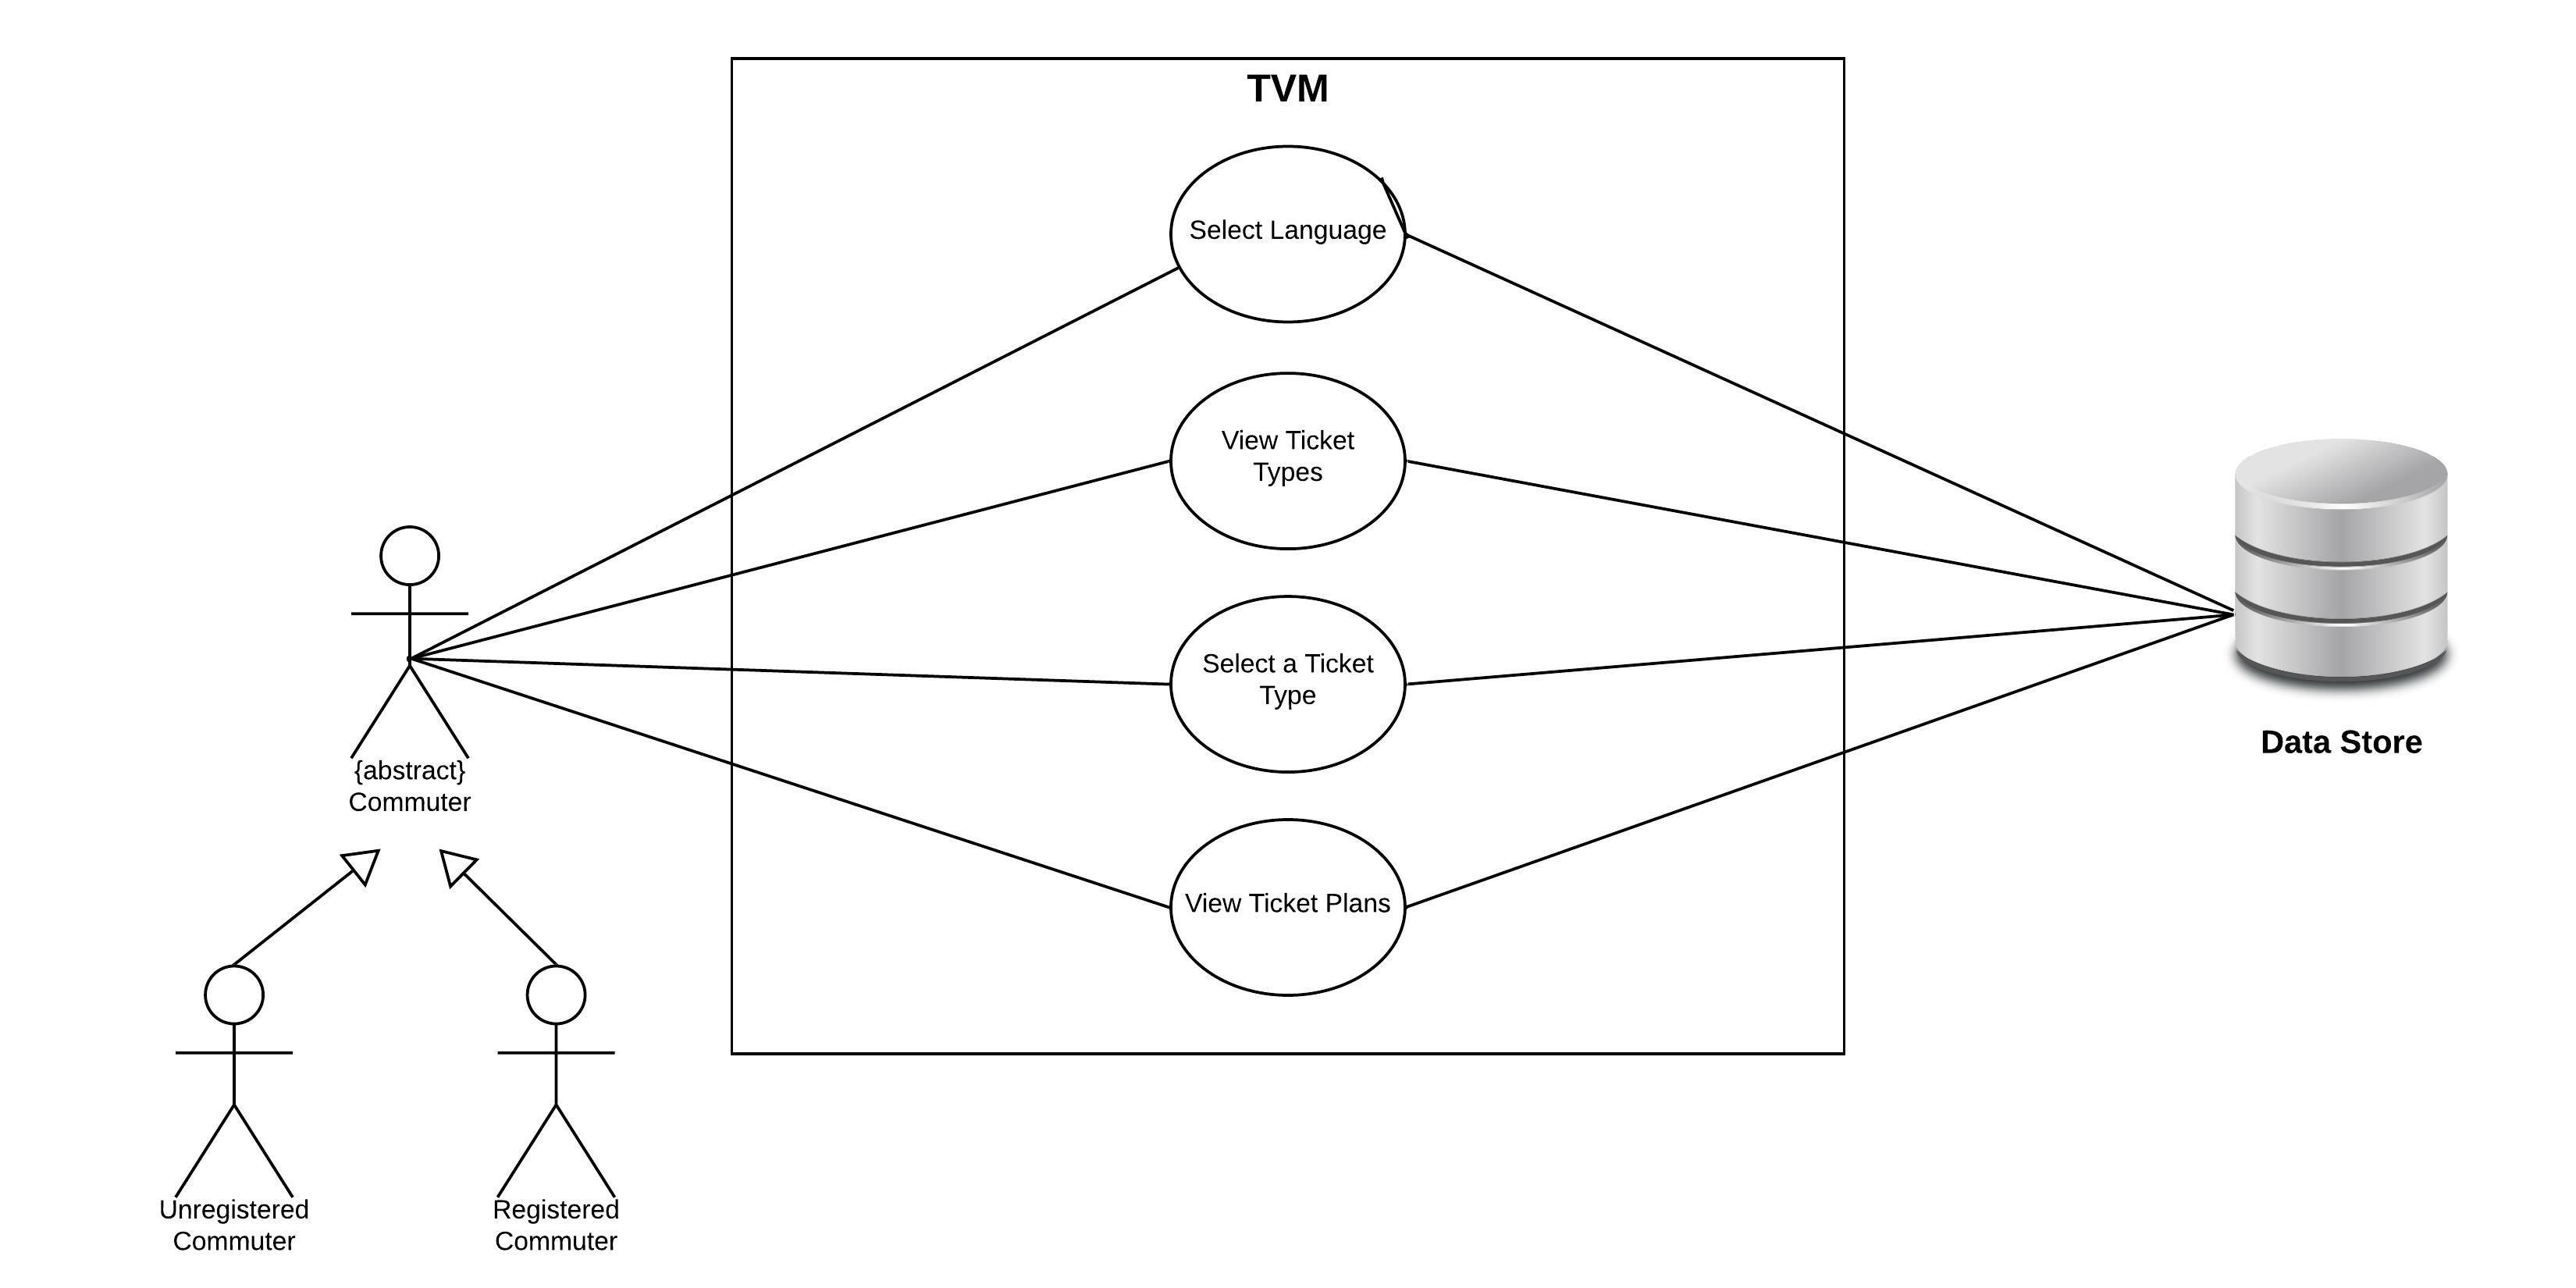 TVM
Select Language
View Ticket
Types
Select a Ticket
Type
View Ticket Plans
{abstract}
Commuter
Unregistered
Commuter
Registered
Commuter
Data Store